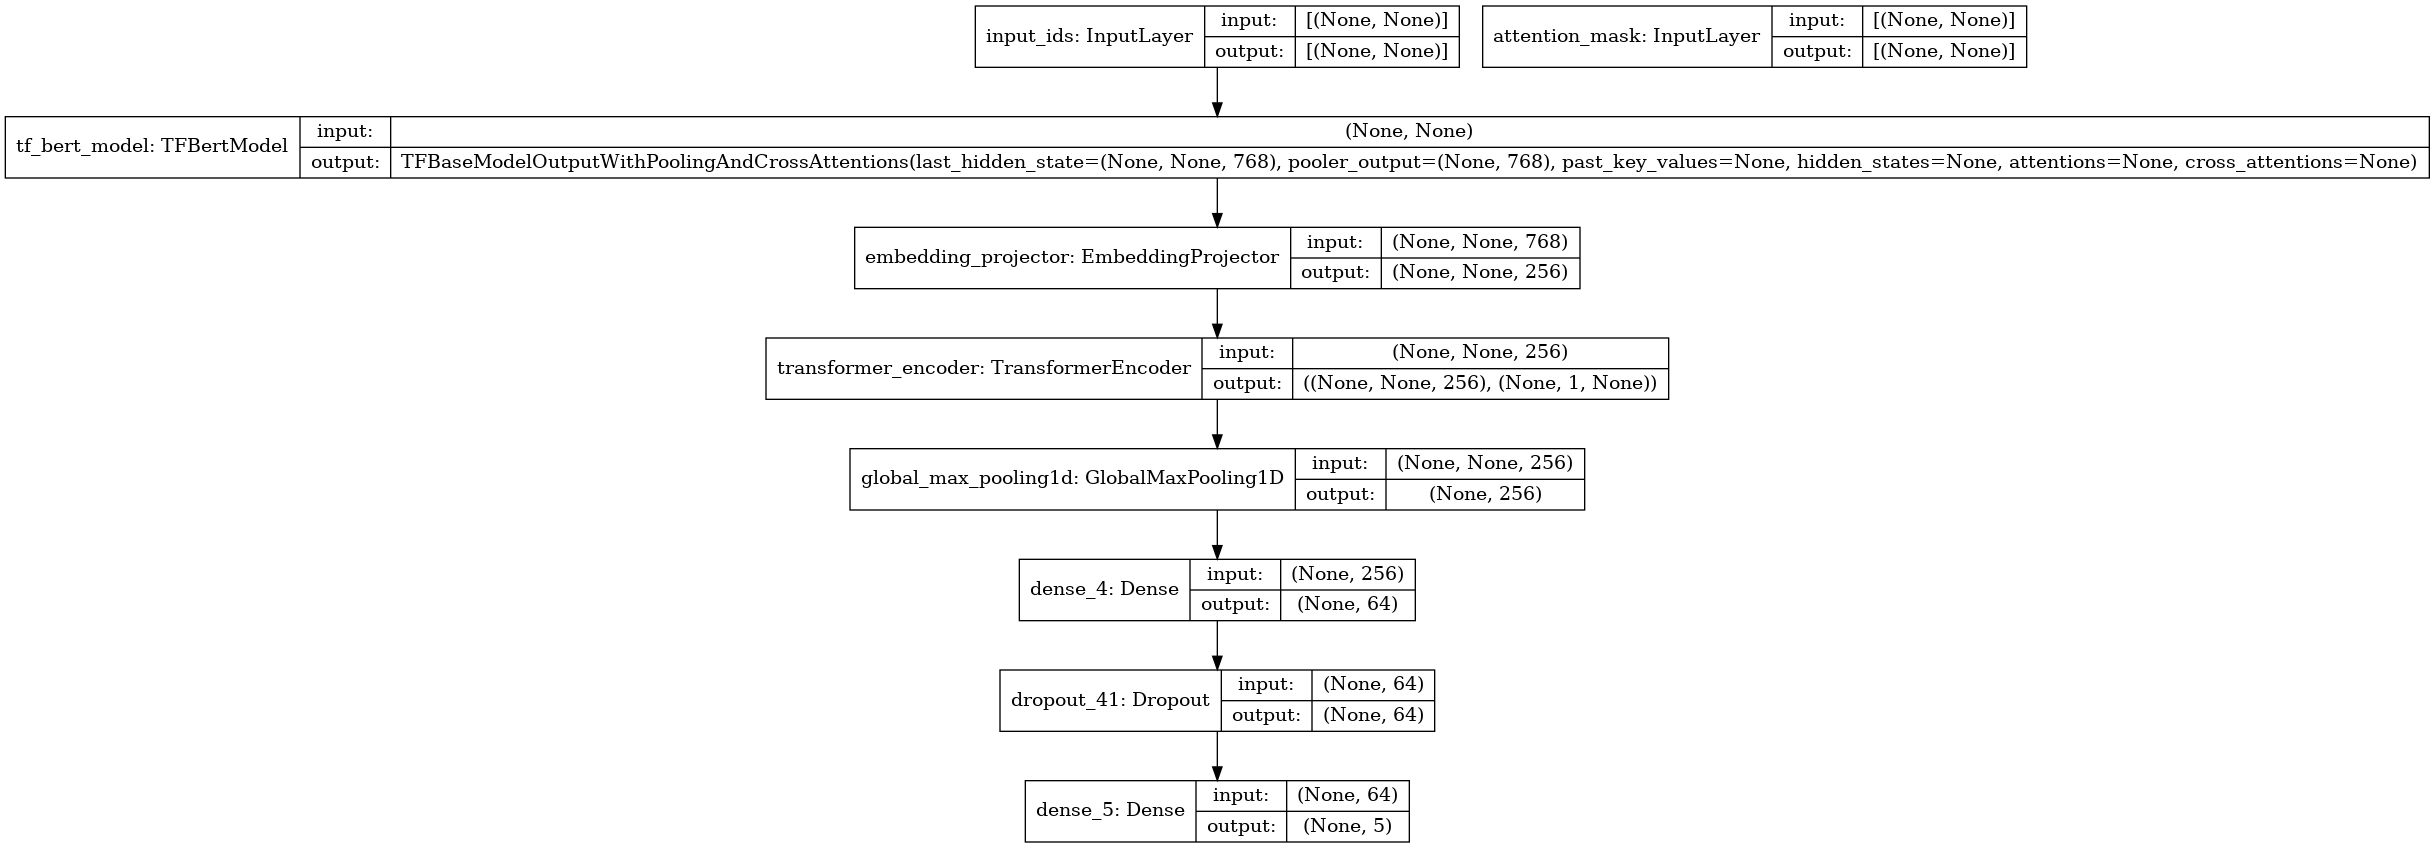 input_ids: InputLayer
input: [(None, None)]
output: [(None, None)]
attention_mask: InputLayer
input: [(None, None)]
output: [(None, None)]
tf_bert_model: TFBertModel
input: (None, None)
output: TFBaseModelOutputWithPoolingAndCrossAttentions(last_hidden_state=(None, None, 768), pooler_output=(None, 768), past_key_values=None, hidden_states=None, attentions=None, cross_attentions=None)
embedding_projector: EmbeddingProjector
input: (None, None, 768)
output: (None, None, 256)
transformer_encoder: TransformerEncoder
input: (None, None, 256)
output: ((None, None, 256), (None, 1, None))
global_max_pooling1d: GlobalMaxPooling1D
input: (None, None, 256)
output: (None, 256)
dense_4: Dense
input: (None, 256)
output: (None, 64)
dropout_41: Dropout
input: (None, 64)
output: (None, 64)
dense_5: Dense
input: (None, 64)
output: (None, 5)